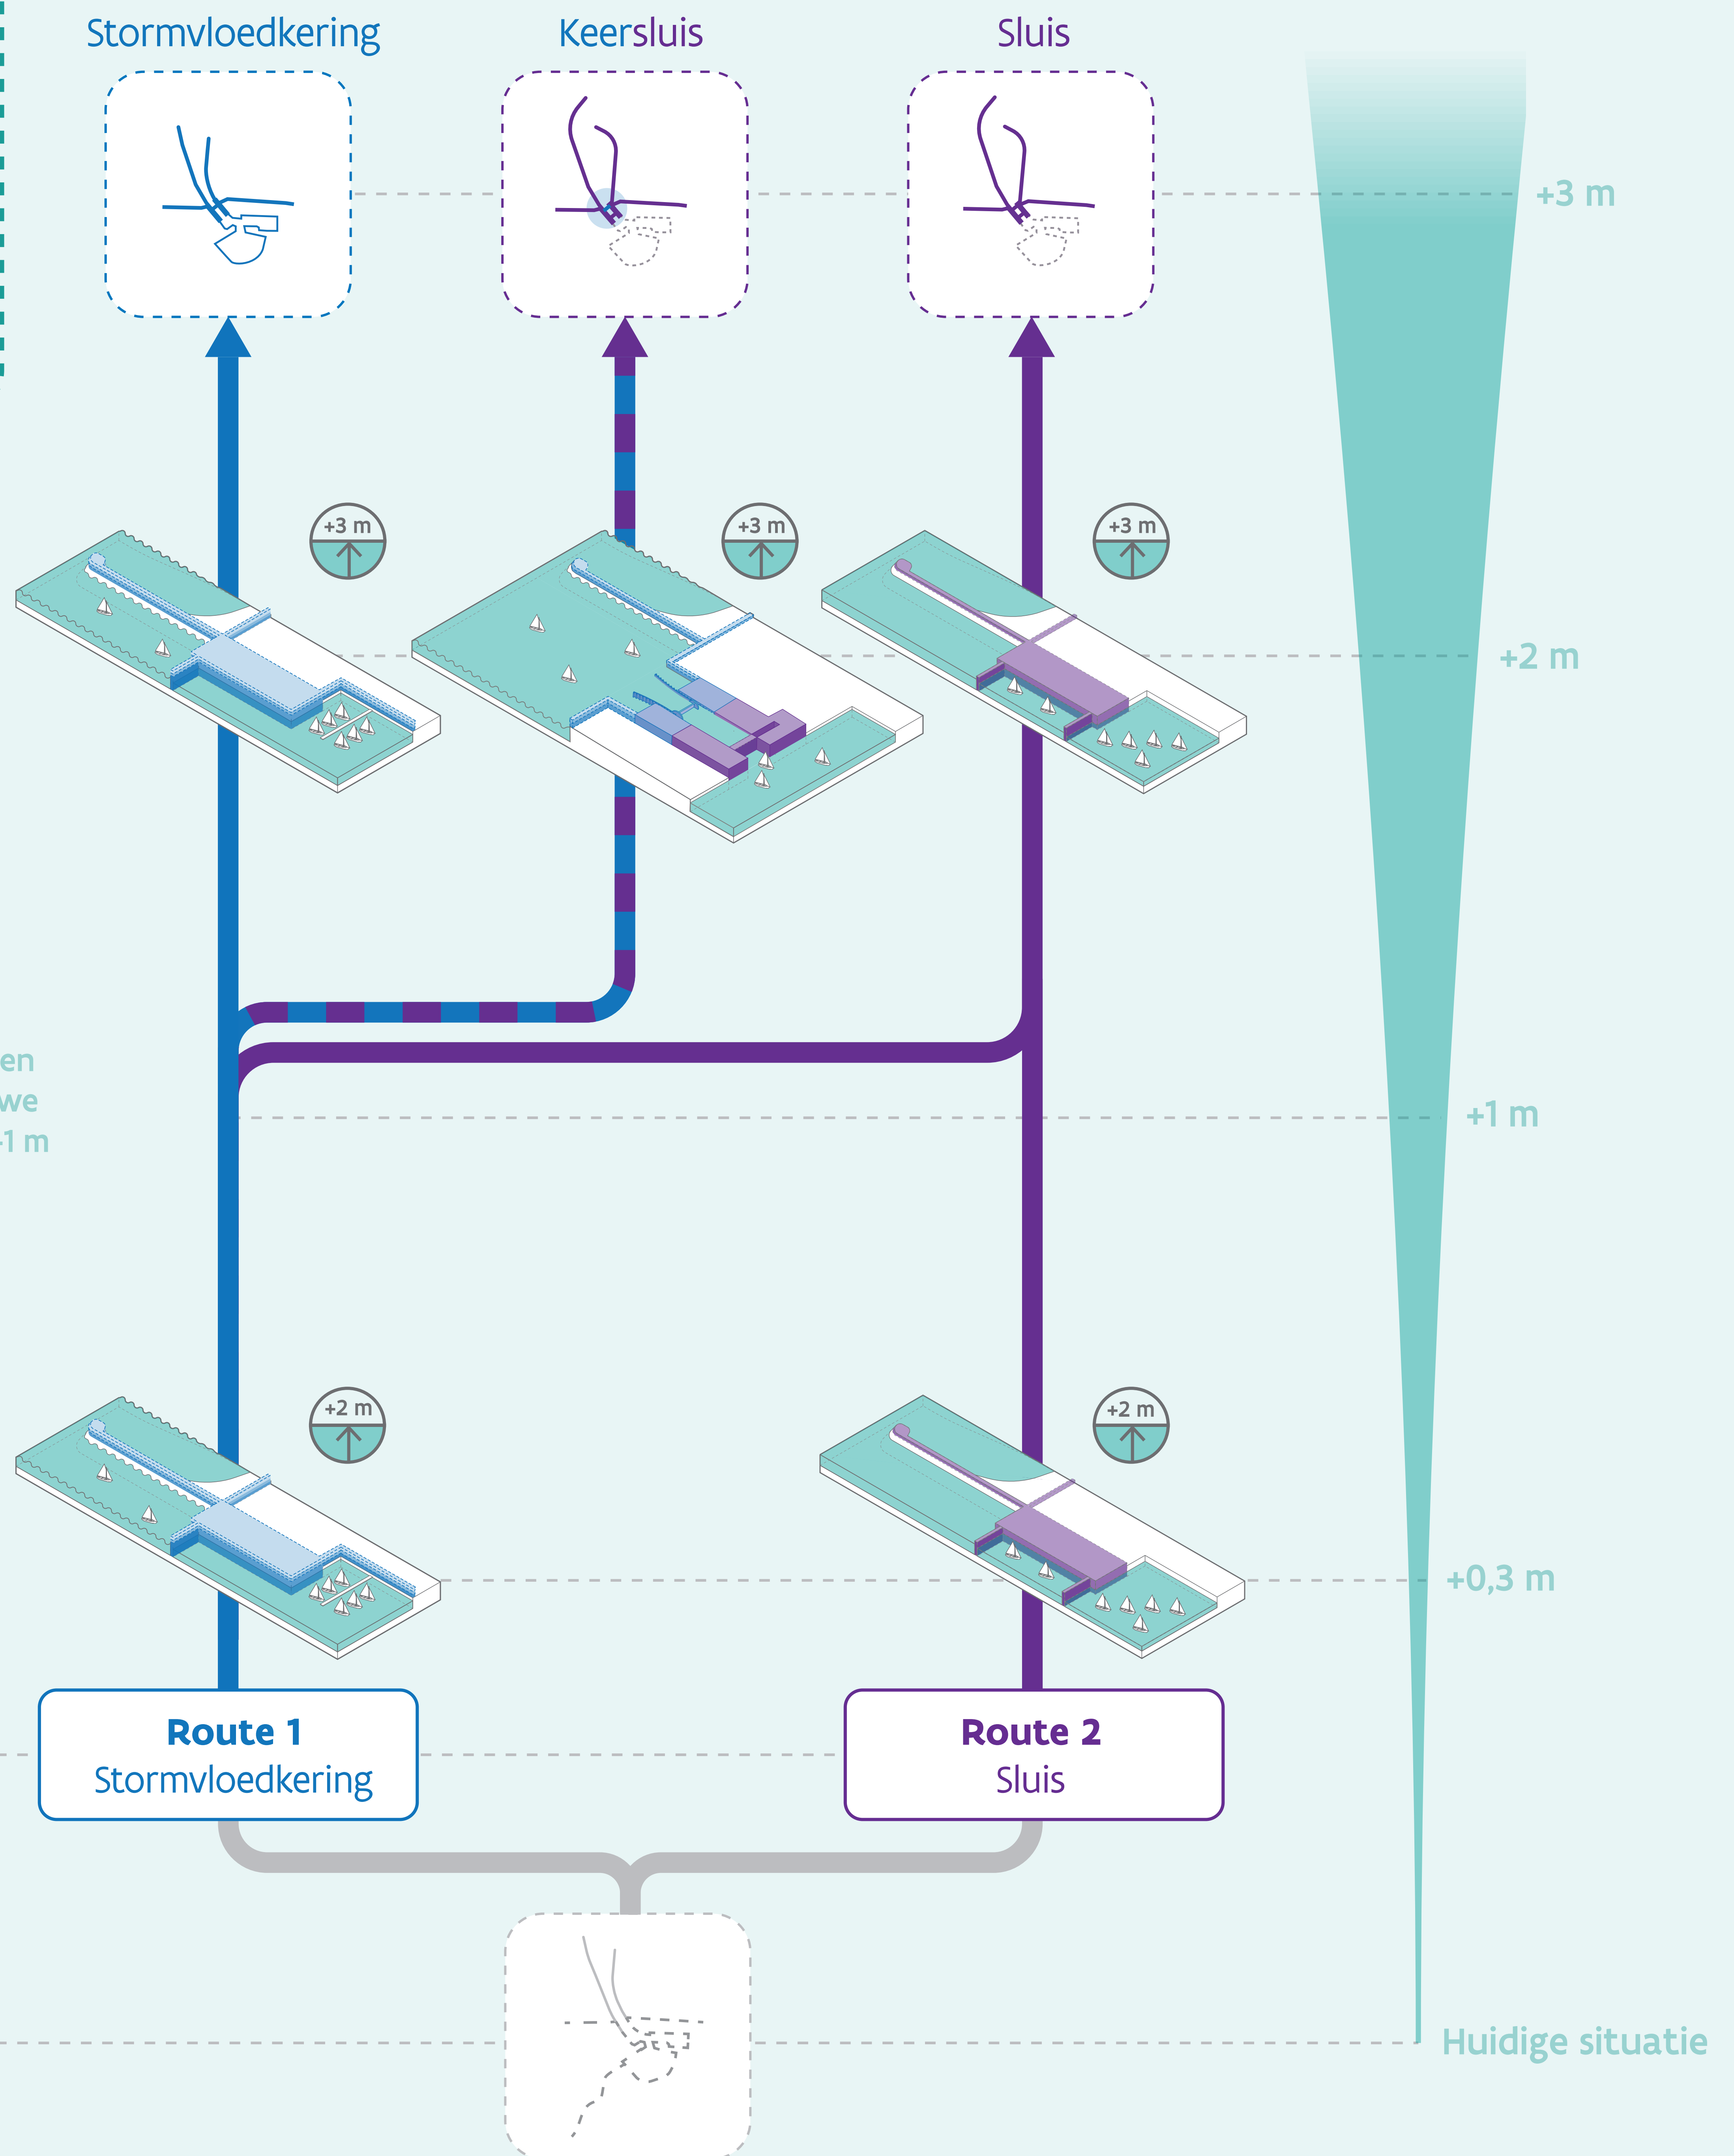 Stormvloedkering
Keersluis
Sluis
+3 m
+3 m
+3 m
+3 m
+2 m
en
we
-1 m
+1 m
+2 m
+2 m
+0,3 m
Route 1
Stormvloedkering
Route 2
Sluis
Huidige situatie